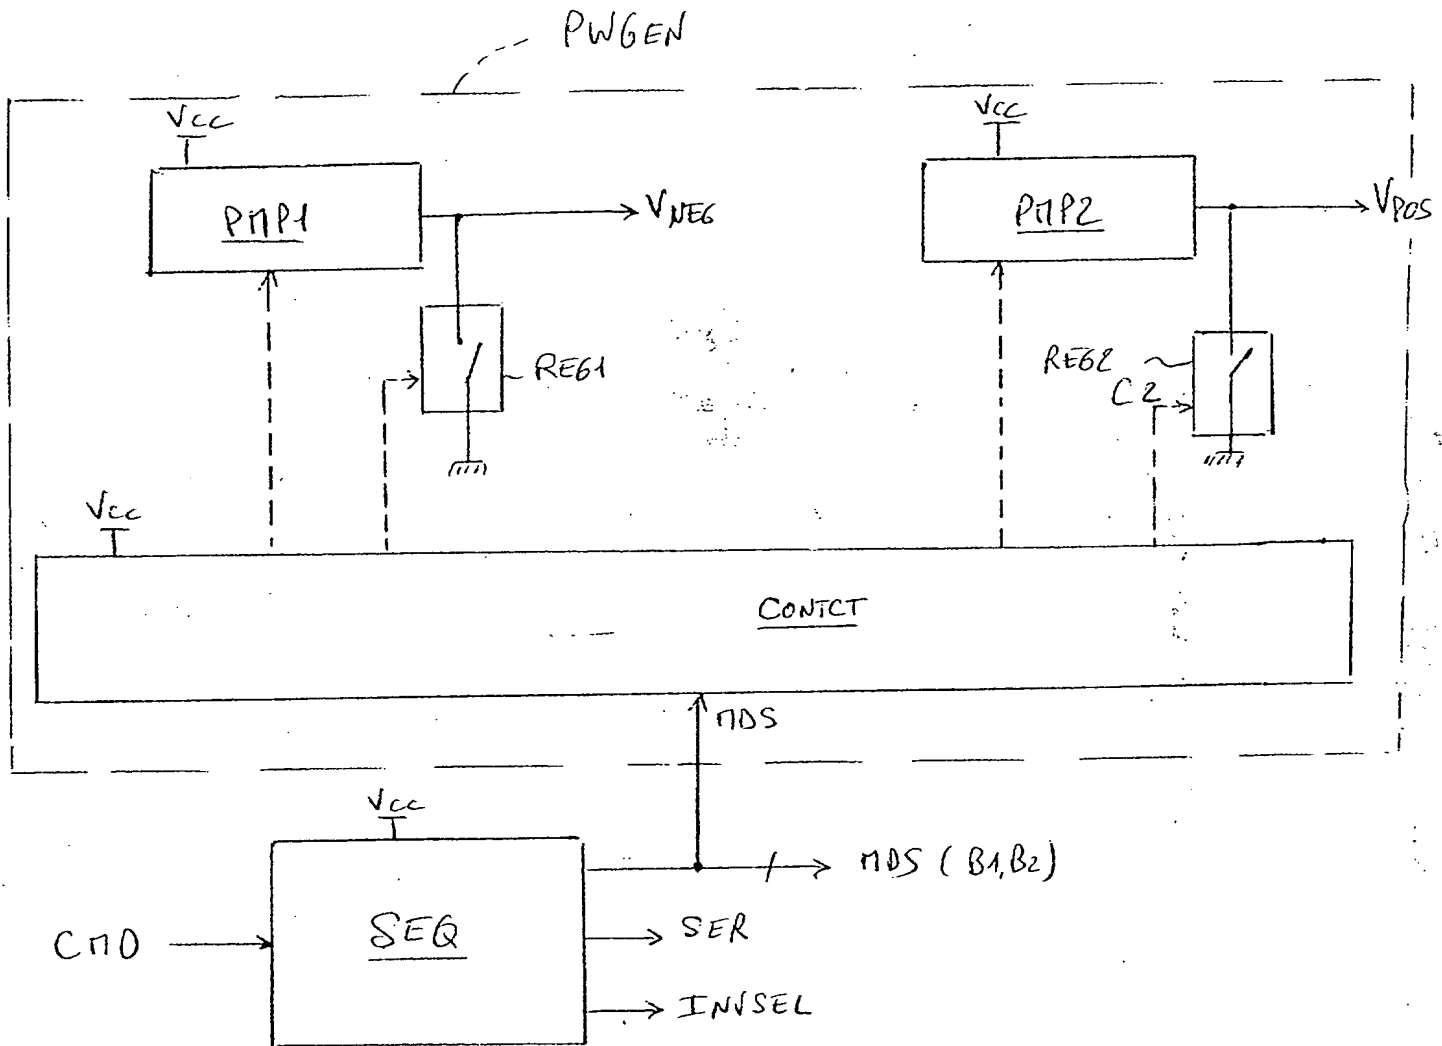 PWGEN
Vcc
Vcc
PMP1
VNEG
PMP2
VPOS
REG1
REG2
C2
Vcc
CONTCT
MDS
Vcc
MDS (B1,B2)
CMD
SEQ
SER
INVSEL